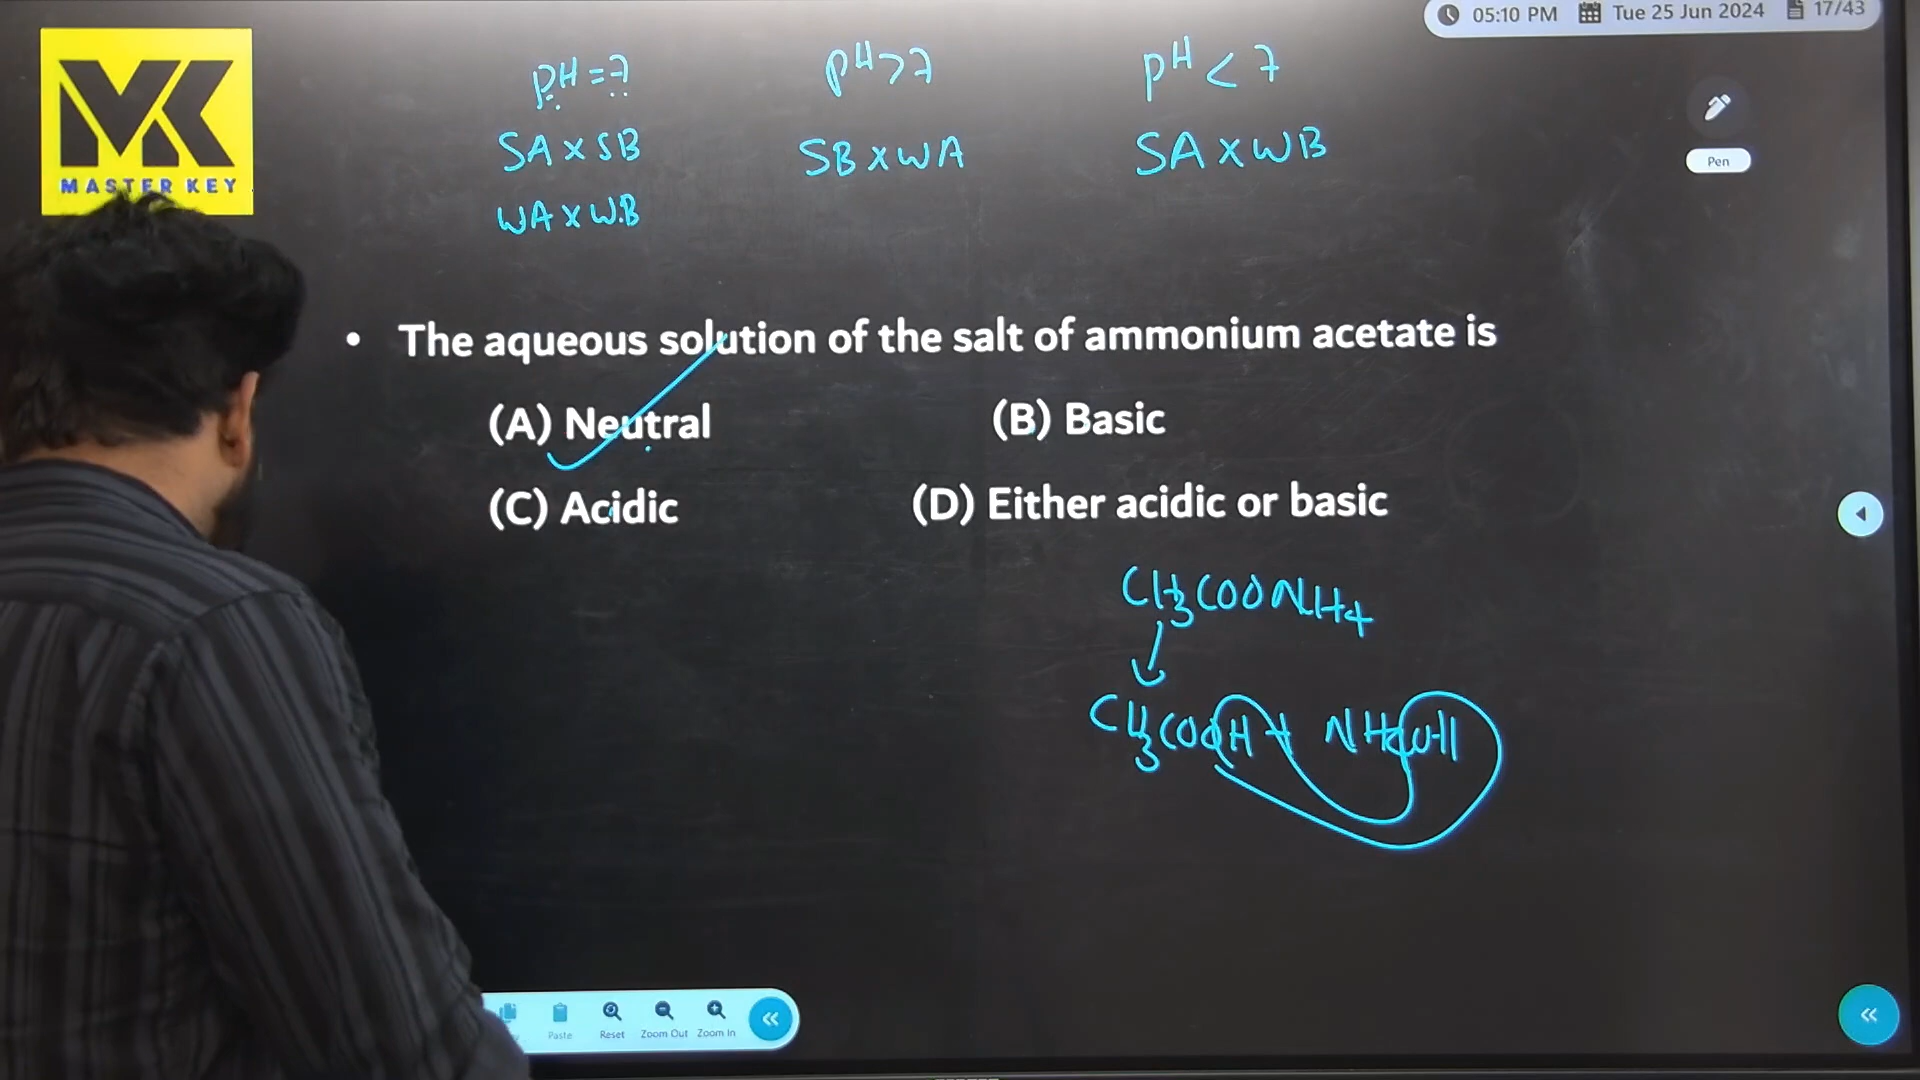 05:10 PM Tue 25 Jun 2024 17/43
MK
MASTER KEY
pH = 7 pH > 7 pH < 7
SA x SB SB x WA SA x WB
WA x W.B
Pen
• The aqueous solution of the salt of ammonium acetate is
(A) Neutral (B) Basic
(C) Acidic (D) Either acidic or basic
CH3COONH4
CH3COOH + NH4OH
Paste Reset Zoom Out Zoom In